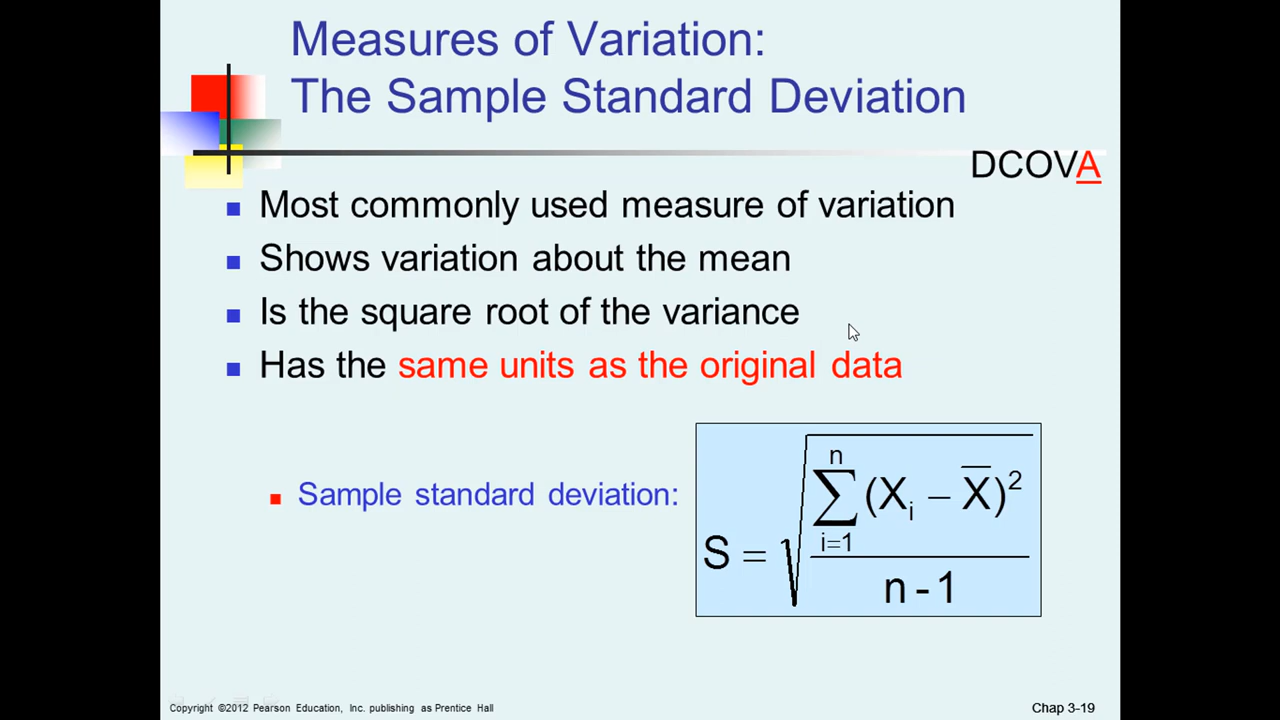 Measures of Variation:
The Sample Standard Deviation
DCOVA
Most commonly used measure of variation
Shows variation about the mean
Is the square root of the variance
Has the same units as the original data
Sample standard deviation:
n
∑ (Xᵢ – X̅)²
i=1
S = √
n - 1
Copyright ©2012 Pearson Education, Inc. publishing as Prentice Hall
Chap 3-19